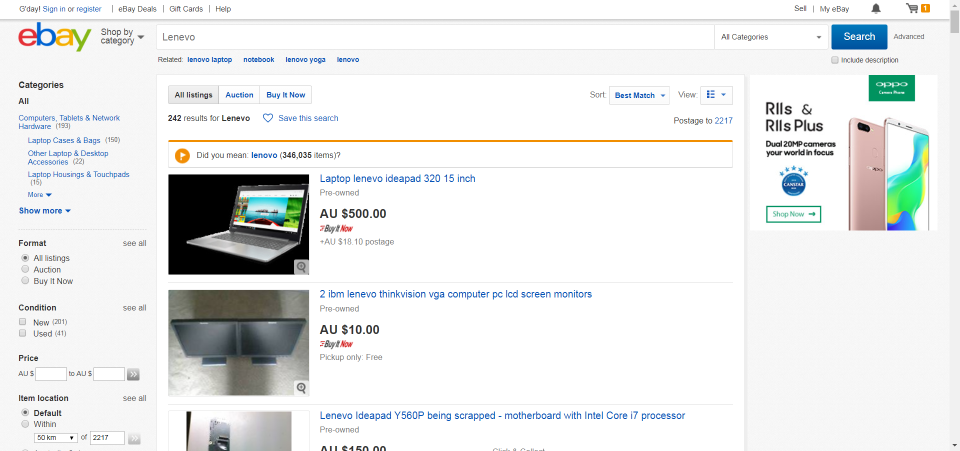 G'day! Sign in or register | eBay Deals | Gift Cards | Help
Sell | My eBay 1
ebay
Shop by
category
Lenevo
All Categories
Search
Advanced
Related: lenovo laptop notebook lenovo yoga lenovo
Include description
Categories
All
Computers, Tablets & Network
Hardware (193)
Laptop Cases & Bags (150)
Other Laptop & Desktop
Accessories (22)
Laptop Housings & Touchpads
(15)
More
Show more
Format see all
All listings
Auction
Buy It Now
Condition see all
New (201)
Used (41)
Price
AU $ to AU $
Item location see all
Default
Within
50 km of 2217
All listings Auction Buy It Now
Sort: Best Match View:
242 results for Lenevo Save this search
Postage to 2217
Did you mean: lenovo (346,035 items)?
Laptop lenevo ideapad 320 15 inch
Pre-owned
AU $500.00
Buy It Now
+AU $18.10 postage
2 ibm lenevo thinkvision vga computer pc lcd screen monitors
Pre-owned
AU $10.00
Buy It Now
Pickup only: Free
Lenevo Ideapad Y560P being scrapped - motherboard with Intel Core i7 processor
Pre-owned
AU $150.00
Click & Collect
oppo
Camera Phone
R11s &
R11s Plus
Dual 20MP cameras
your world in focus
CANSTAR
Shop Now